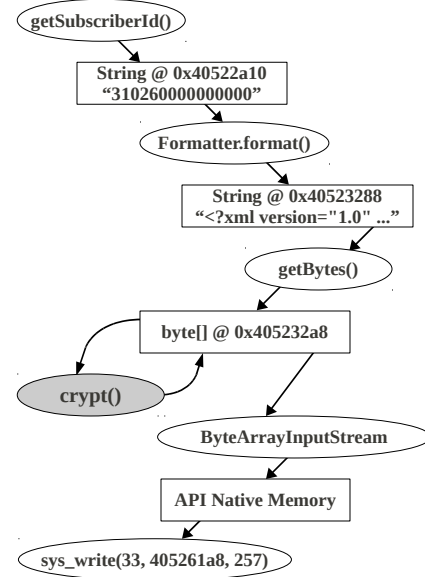 getSubscriberId()
String @ 0x40522a10
“310260000000000”
Formatter.format()
String @ 0x40523288
“<?xml version="1.0" ...”
getBytes()
byte[] @ 0x405232a8
crypt()
ByteArrayInputStream
API Native Memory
sys_write(33, 405261a8, 257)